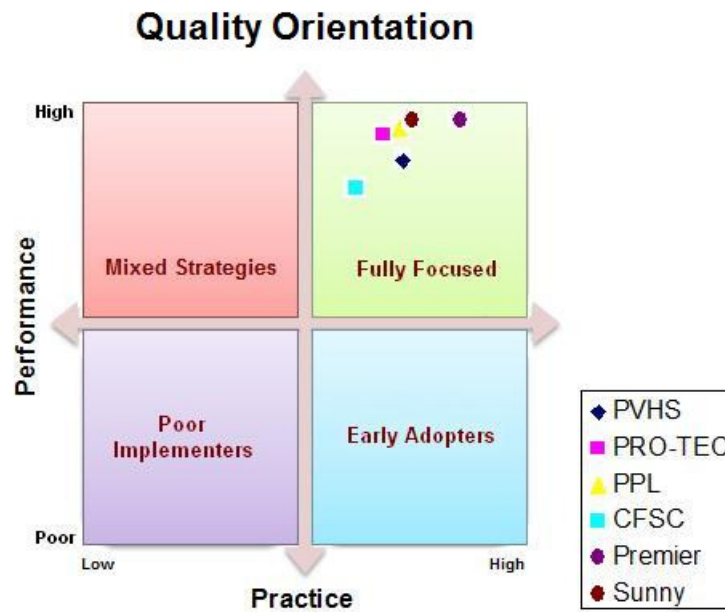 Quality Orientation
High
Performance
Mixed Strategies
Fully Focused
Poor
Implementers
Early Adopters
Poor
Low
High
Practice
PVHS
PRO-TEC
PPL
CFSC
Premier
Sunny